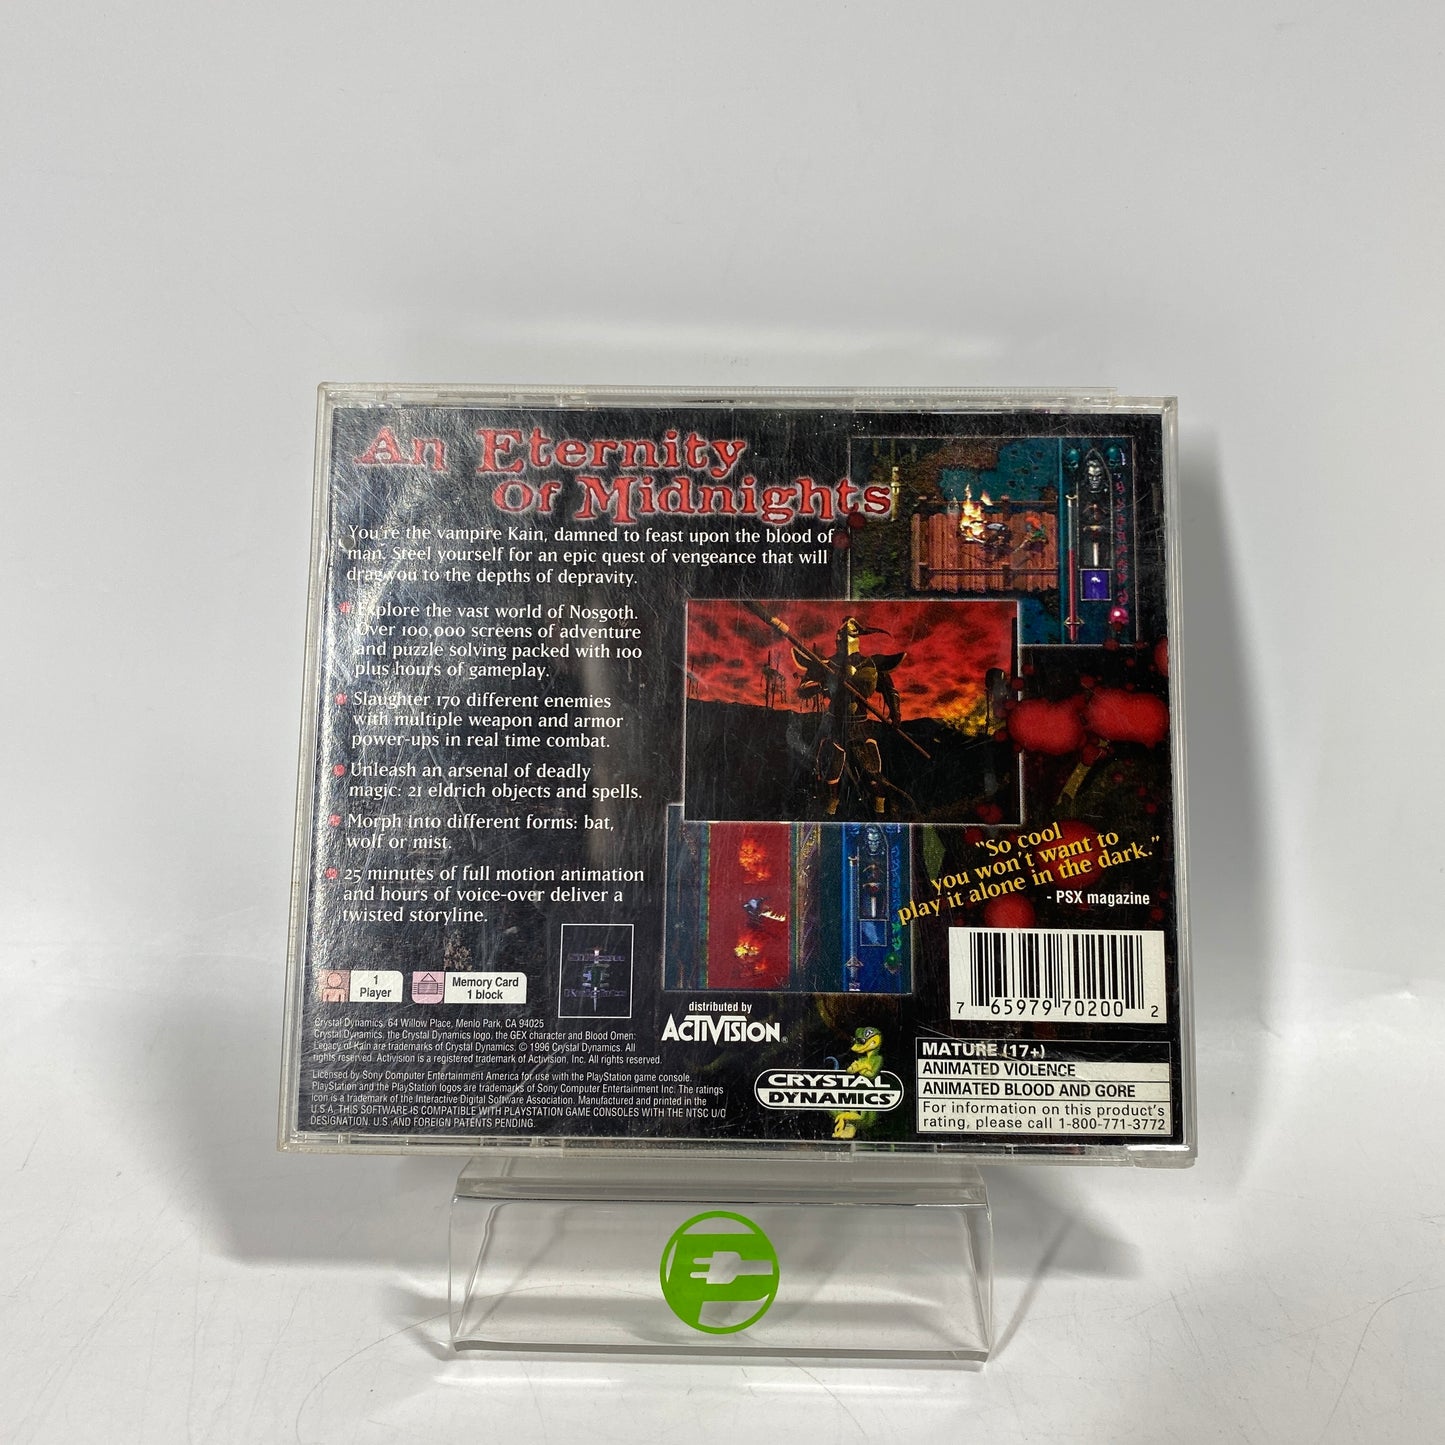 An Eternity
Of Midnights
You're the vampire Kain, damned to feast upon the blood of
man. Steel yourself for an epic quest of vengeance that will
drag you to the depths of depravity.
Explore the vast world of Nosgoth.
Over 100,000 screens of adventure
and puzzle solving packed with 100
plus hours of gameplay.
Slaughter 170 different enemies
with multiple weapon and armor
power-ups in real time combat.
Unleash an arsenal of deadly
magic: 21 eldrich objects and spells.
Morph into different forms: bat,
wolf or mist.
25 minutes of full motion animation
and hours of voice-over deliver a
twisted storyline.
"So cool
you won't want to
play it alone in the dark."
- PSX magazine
1
Player
Memory Card
1 block
7 65979 70200 2
distributed by
ACTIVISION®
CRYSTAL
DYNAMICS™
MATURE (17+)
ANIMATED VIOLENCE
ANIMATED BLOOD AND GORE
For information on this product's
rating, please call 1-800-771-3772
Crystal Dynamics, 64 Willow Place, Menlo Park, CA 94025
Crystal Dynamics, the Crystal Dynamics logo, the GEX character and Blood Omen:
Legacy of Kain are trademarks of Crystal Dynamics. © 1996 Crystal Dynamics. All
rights reserved. Activision is a registered trademark of Activision, Inc. All rights reserved.
Licensed by Sony Computer Entertainment America for use with the PlayStation game console.
PlayStation and the PlayStation logos are trademarks of Sony Computer Entertainment Inc. The ratings
icon is a trademark of the Interactive Digital Software Association. Manufactured and printed in the
U.S.A. THIS SOFTWARE IS COMPATIBLE WITH PLAYSTATION GAME CONSOLES WITH THE NTSC U/C
DESIGNATION. U.S. AND FOREIGN PATENTS PENDING.